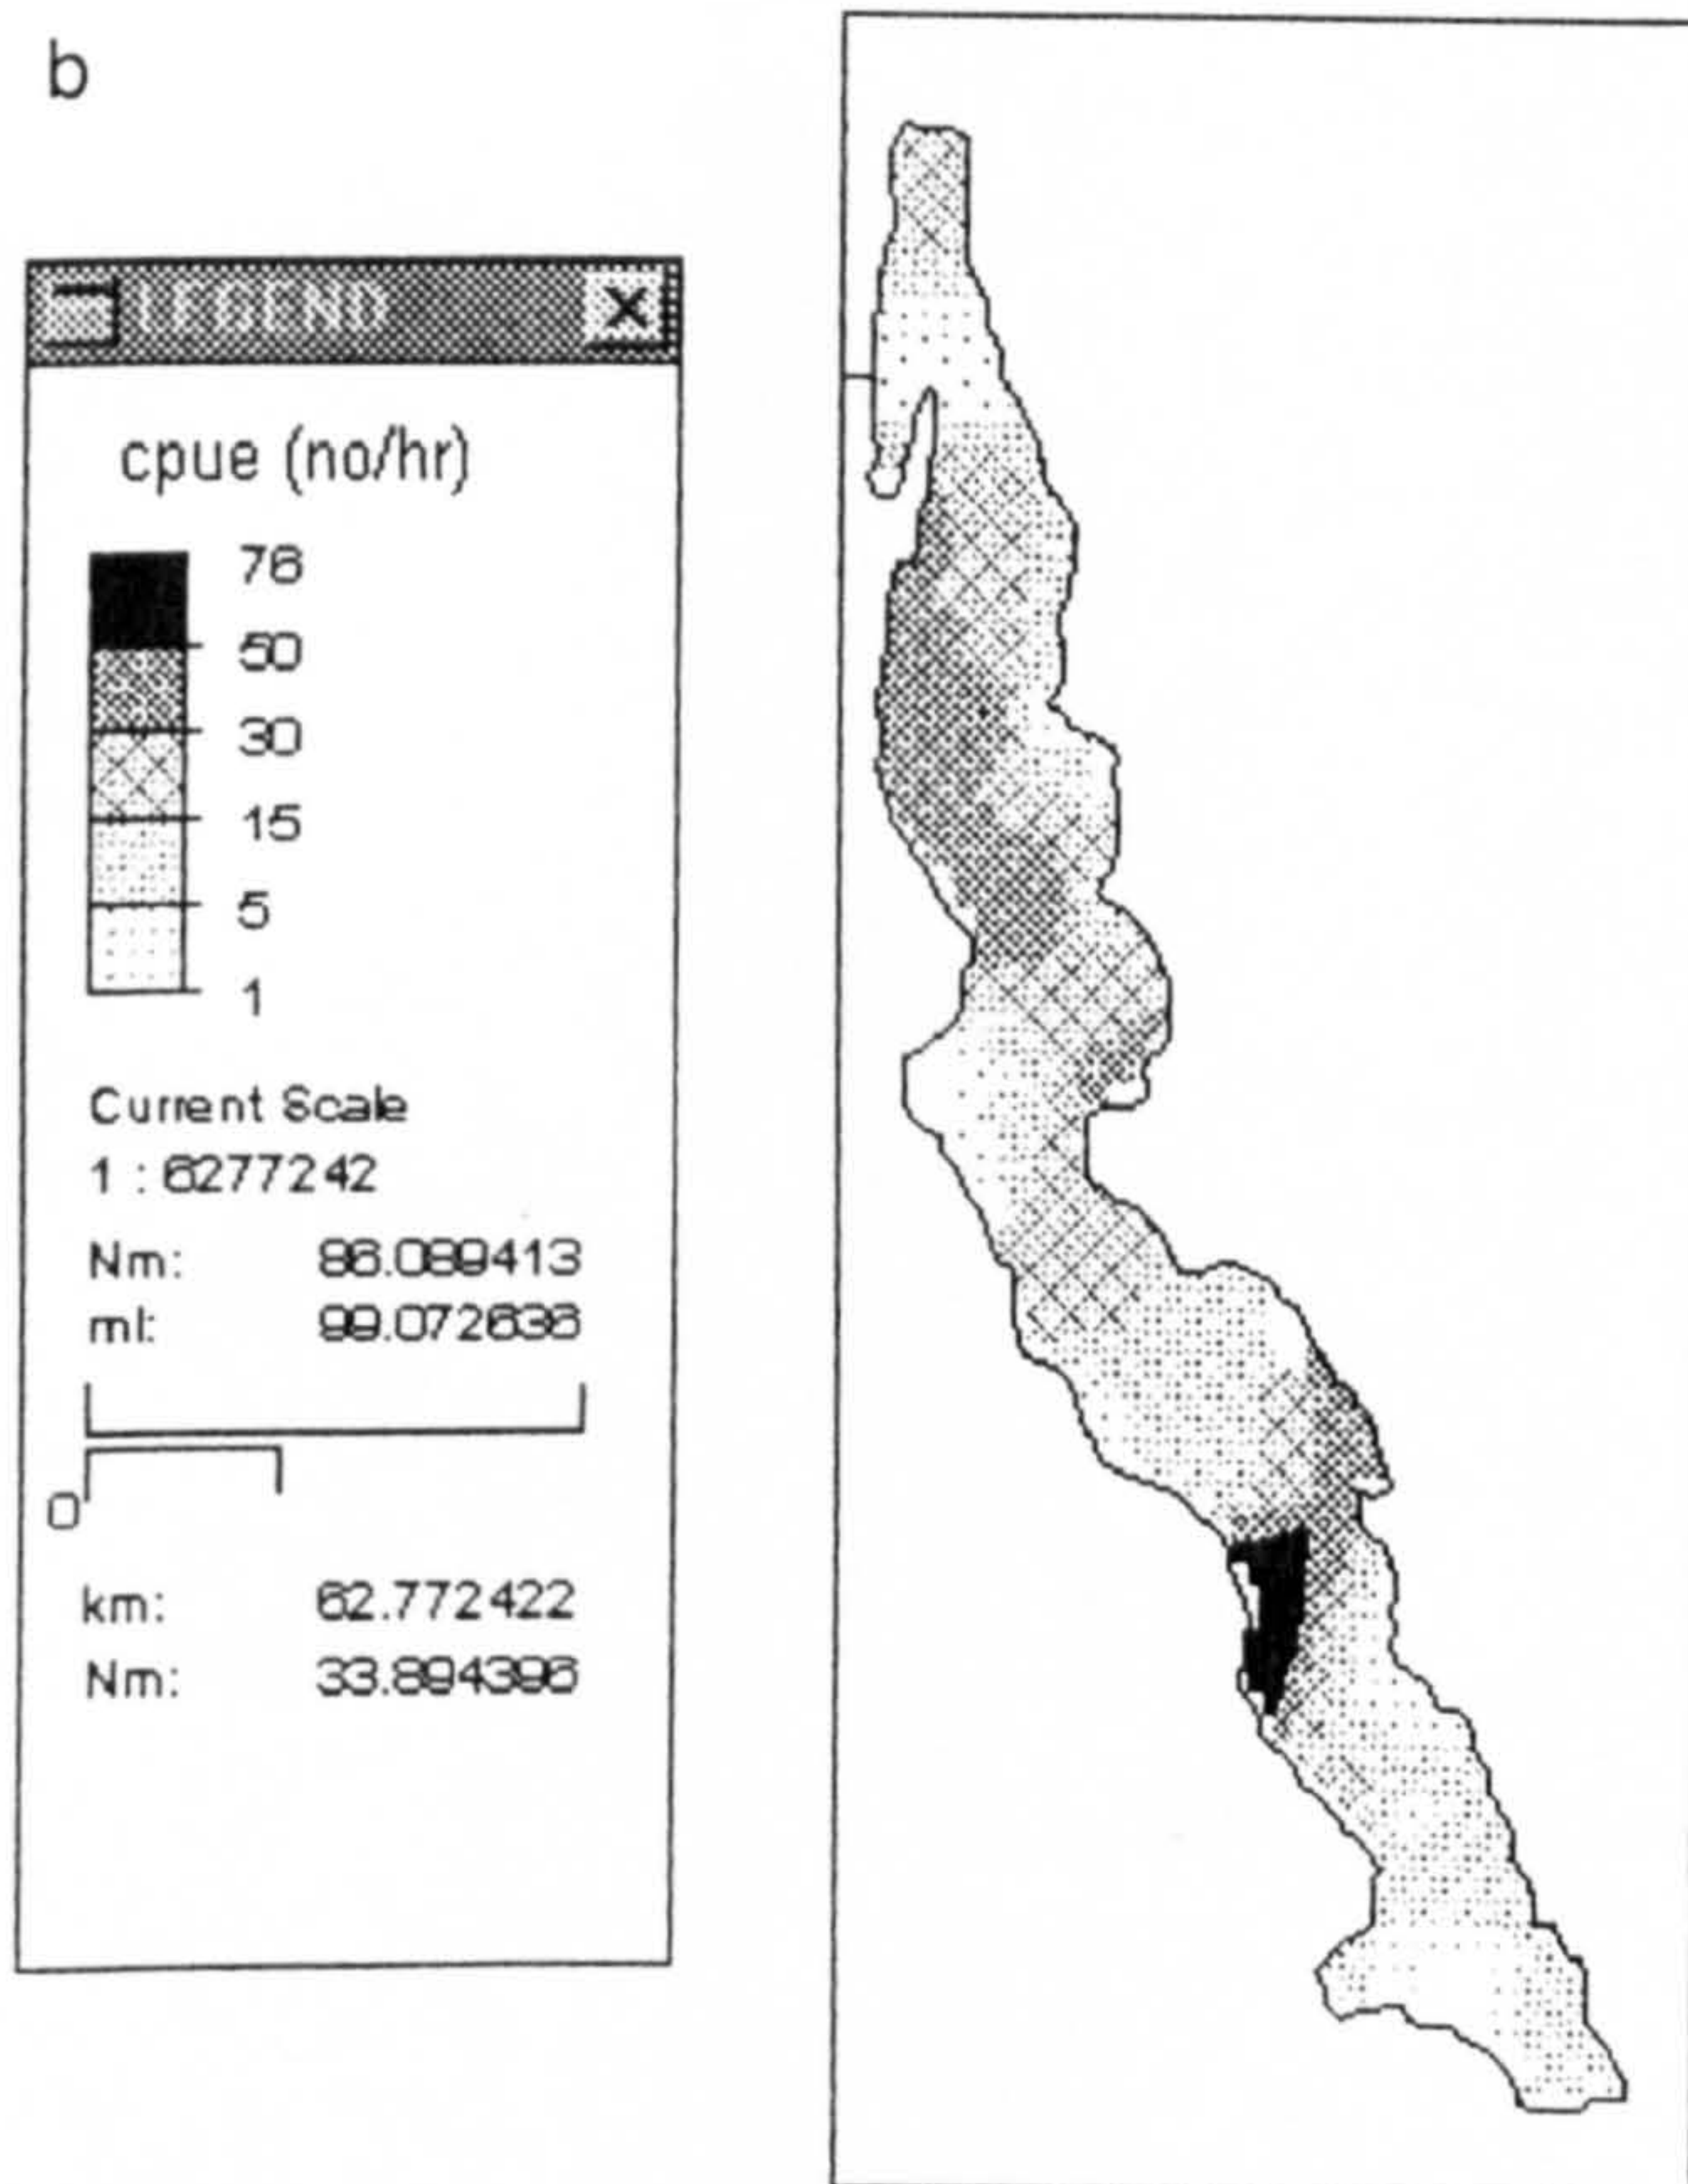 b
LEGEND
cpue (no/hr)
76
50
30
15
5
1
Current Scale
1 : 6277242
Nm: 86.089413
ml: 99.072636
0
km: 62.772422
Nm: 33.894396